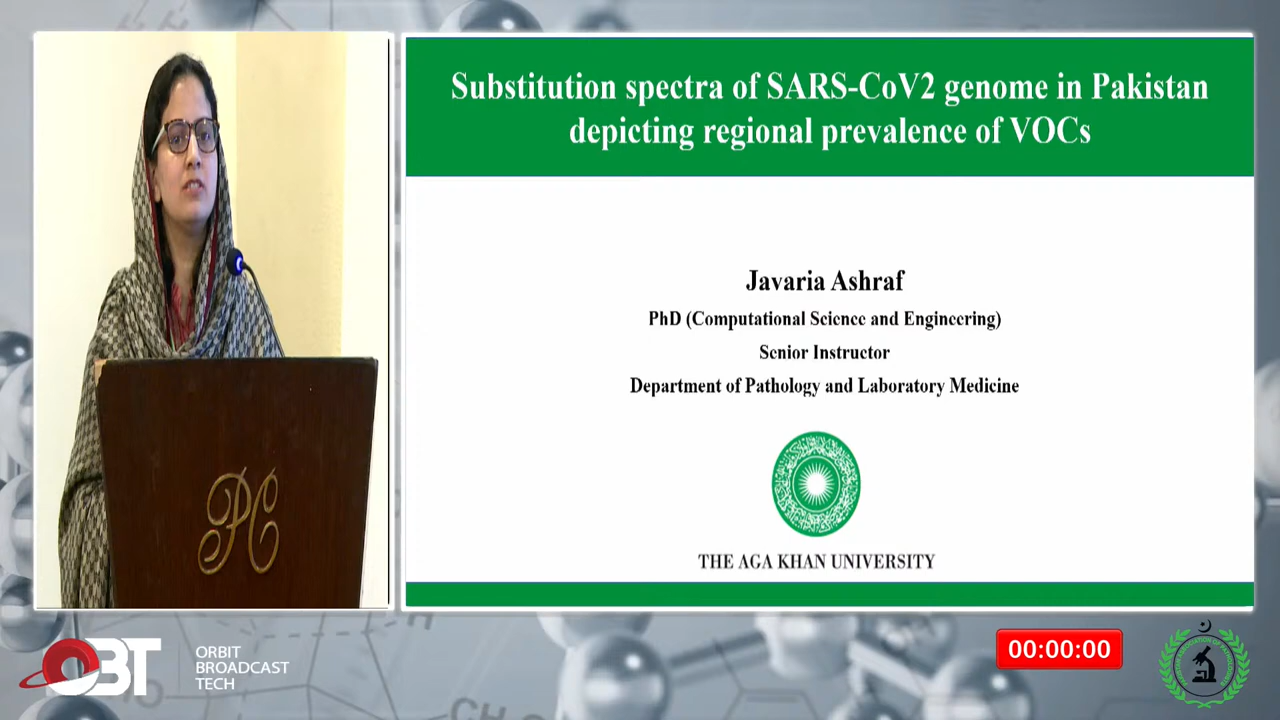 Substitution spectra of SARS-CoV2 genome in Pakistan
depicting regional prevalence of VOCs
Javaria Ashraf
PhD (Computational Science and Engineering)
Senior Instructor
Department of Pathology and Laboratory Medicine
THE AGA KHAN UNIVERSITY
PC
OBT
ORBIT
BROADCAST
TECH
00:00:00